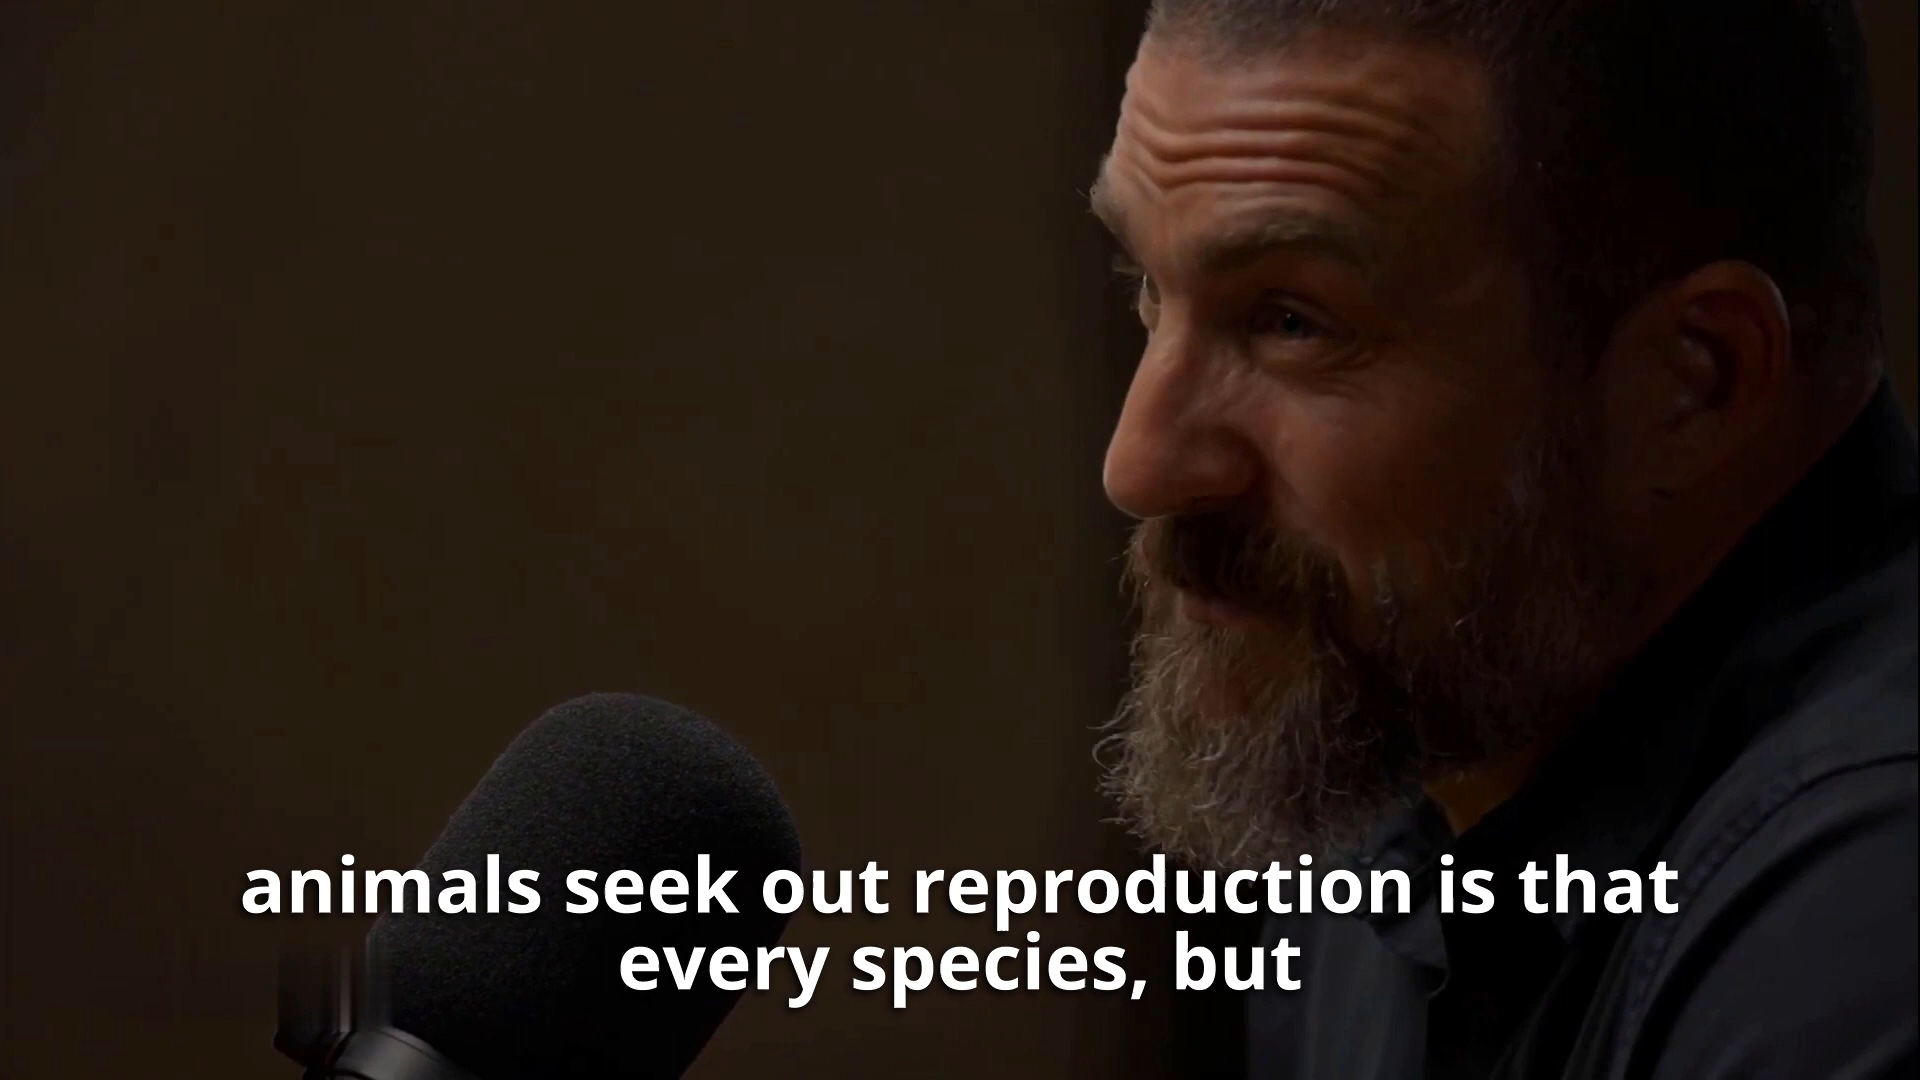 animals seek out reproduction is that
every species, but